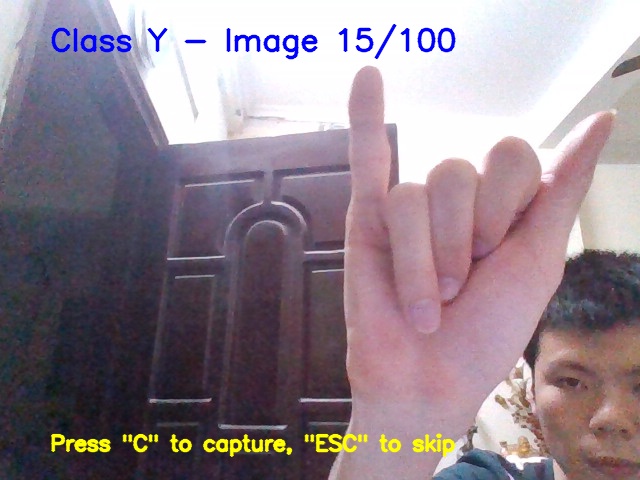 Class Y - Image 15/100
Press "C" to capture, "ESC" to skip